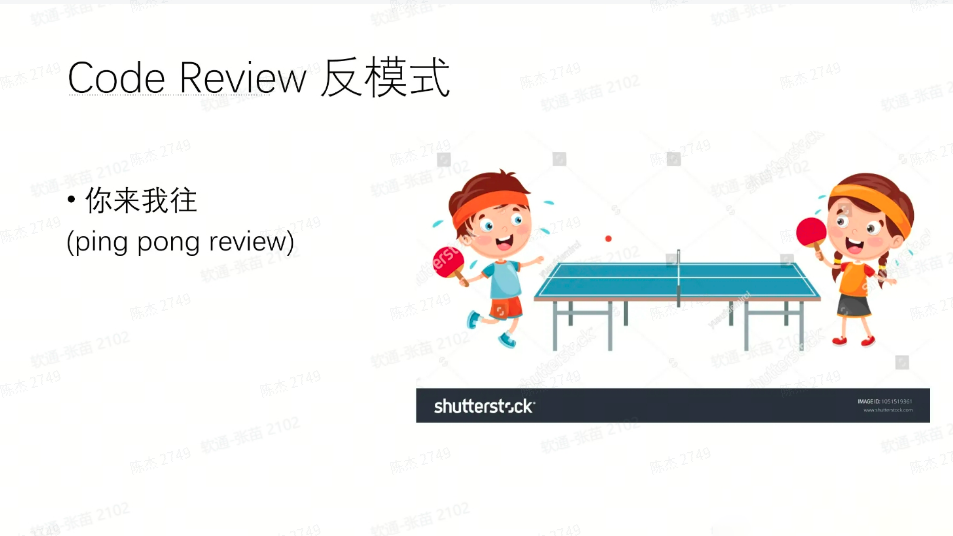 Code Review 反模式
• 你来我往
(ping pong review)
shutterstock
IMAGE ID: 1051519361
www.shutterstock.com
软通-张苗 2102
陈杰 2749